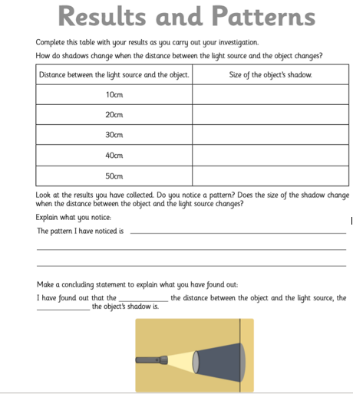 Results and Patterns
Complete this table with your results as you carry out your investigation.
How do shadows change when the distance between the light source and the object changes?
Distance between the light source and the object. Size of the object's shadow.
10cm
20cm
30cm
40cm
50cm
Look at the results you have collected. Do you notice a pattern? Does the size of the shadow change
when the distance between the object and the light source changes?
Explain what you notice:
The pattern I have noticed is
Make a concluding statement to explain what you have found out:
I have found out that the ____________ the distance between the object and the light source, the
____________ the object's shadow is.